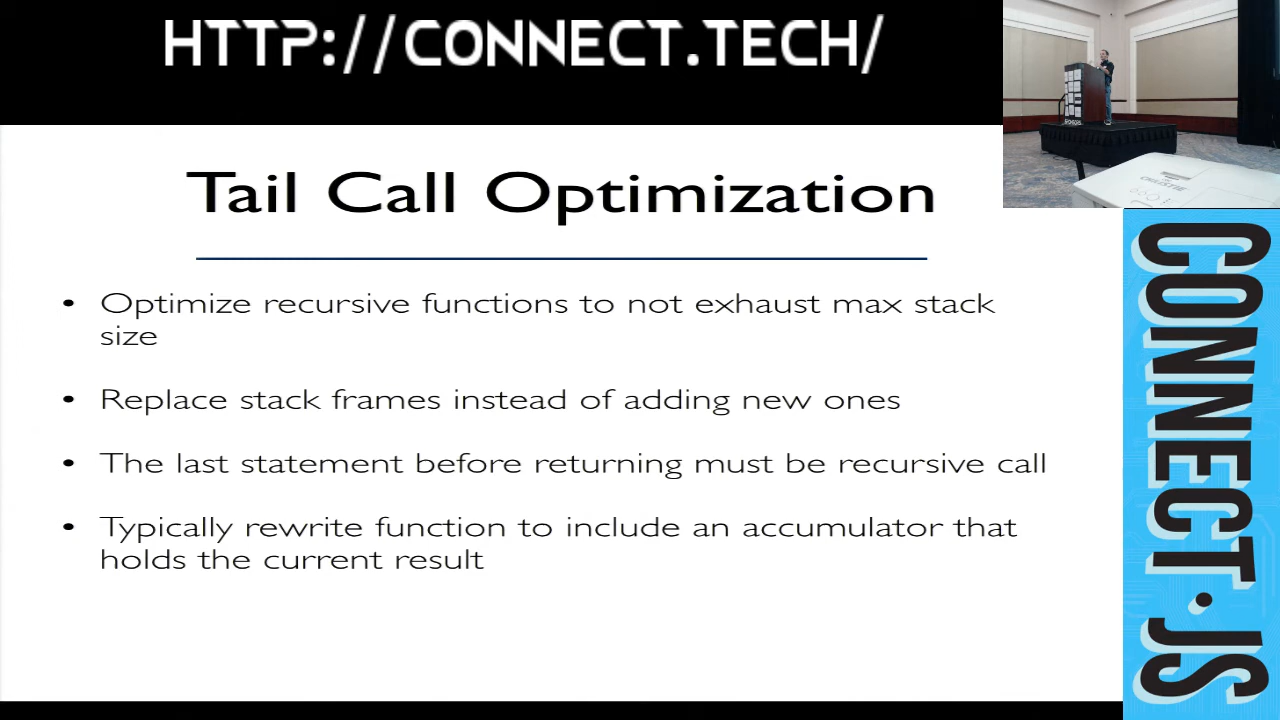 HTTP://CONNECT.TECH/
Tail Call Optimization
• Optimize recursive functions to not exhaust max stack
size
• Replace stack frames instead of adding new ones
• The last statement before returning must be recursive call
• Typically rewrite function to include an accumulator that
holds the current result
SPONSORS
CHRISTIE
CONNECT.JS